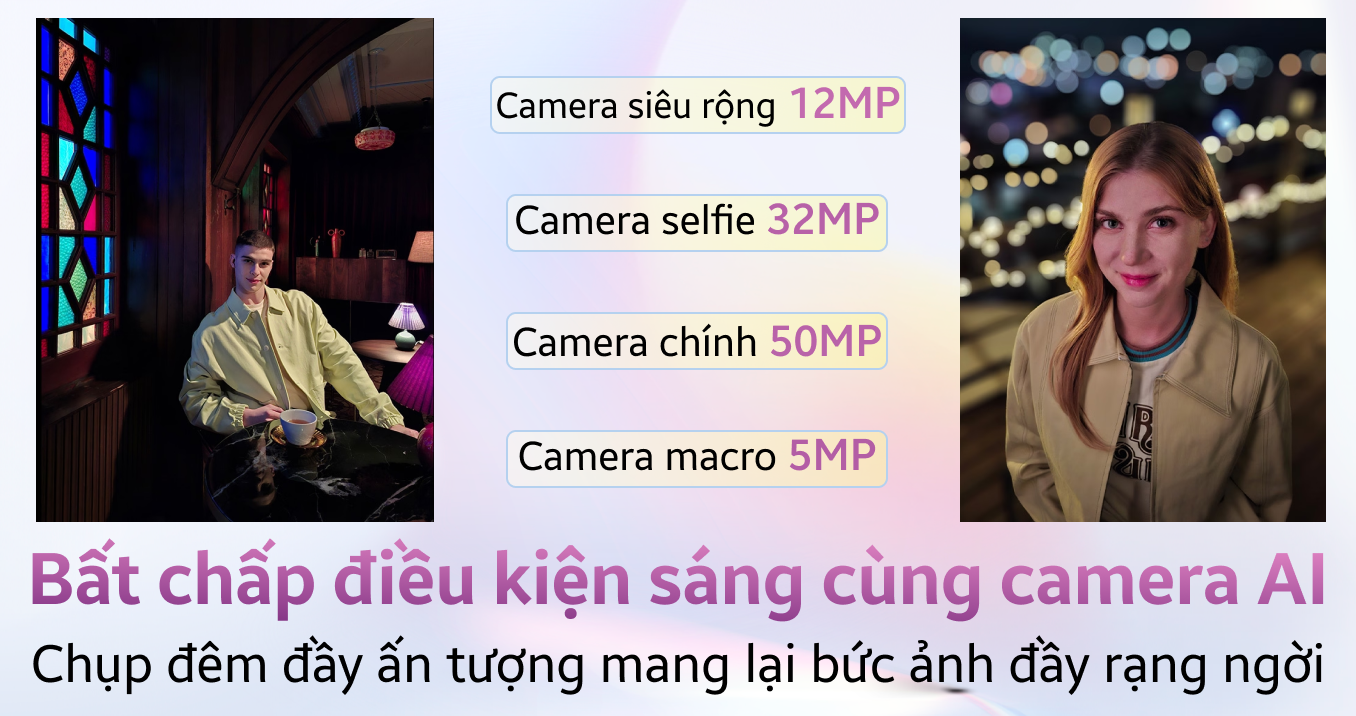 Camera siêu rộng 12MP
Camera selfie 32MP
Camera chính 50MP
Camera macro 5MP
Bất chấp điều kiện sáng cùng camera AI
Chụp đêm đầy ấn tượng mang lại bức ảnh đầy rạng ngời